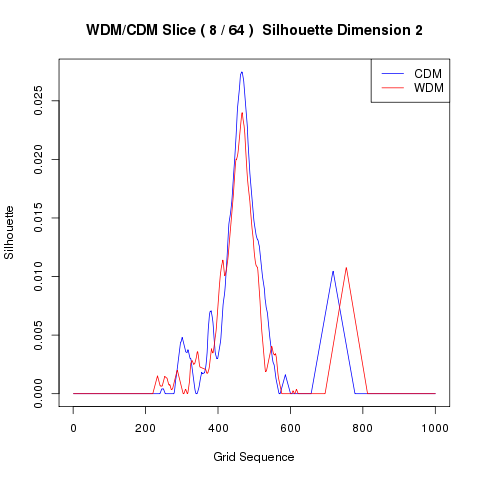 WDM/CDM Slice ( 8 / 64 )  Silhouette Dimension 2
CDM
WDM
Silhouette
0.025
0.020
0.015
0.010
0.005
0.000
0 200 400 600 800 1000
Grid Sequence